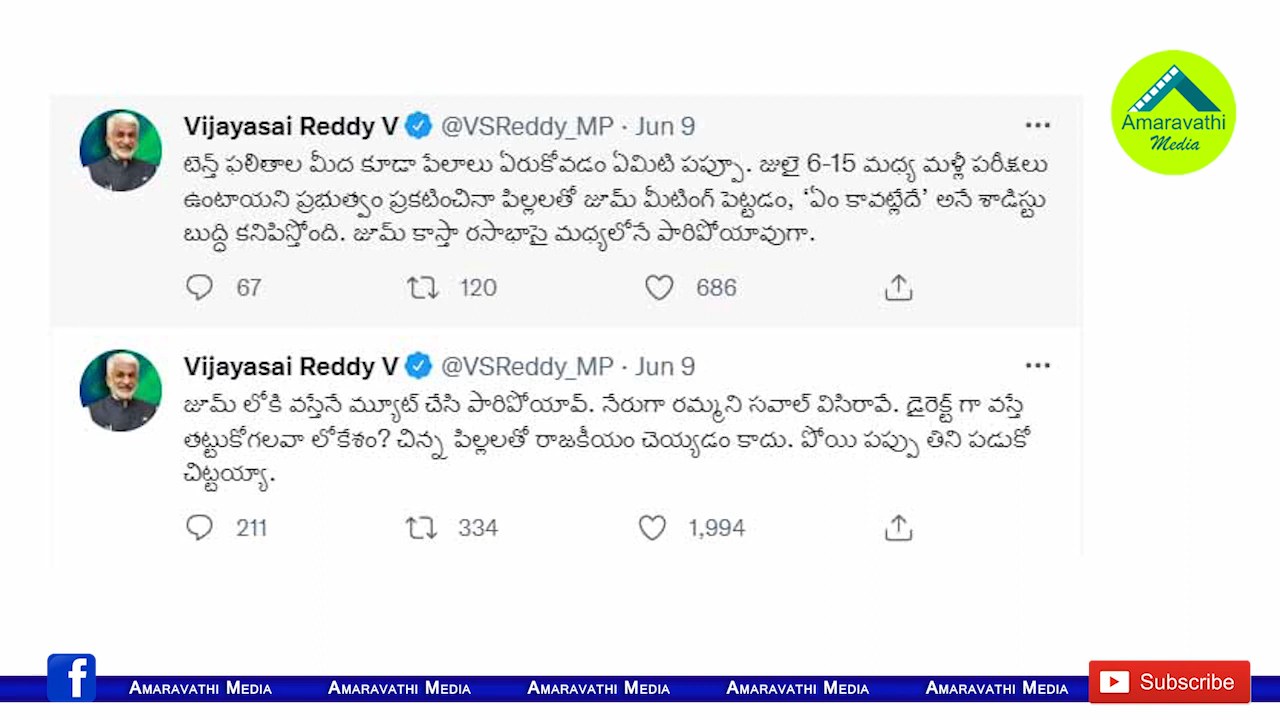 Amaravathi
Media
Vijayasai Reddy V @VSReddy_MP · Jun 9
టెన్త్ ఫలితాల మీద కూడా పేలాలు ఏరుకోవడం ఏమిటి పప్పూ. జులై 6-15 మధ్య మళ్లీ పరీక్షలు
ఉంటాయని ప్రభుత్వం ప్రకటించినా పిల్లలతో జూమ్ మీటింగ్ పెట్టడం, ‘ఏం కావట్లేదే’ అనే శాడిస్టు
బుద్ధి కనిపిస్తోంది. జూమ్ కాస్తా రసాభాసై మధ్యలోనే పారిపోయావుగా.
67 120 686
Vijayasai Reddy V @VSReddy_MP · Jun 9
జూమ్ లోకి వస్తేనే మ్యూట్ చేసి పారిపోయావ్. నేరుగా రమ్మని సవాల్ విసిరావే. డైరెక్ట్ గా వస్తే
తట్టుకోగలవా లోకేశం? చిన్న పిల్లలతో రాజకీయం చెయ్యడం కాదు. పోయి పప్పు తిని పడుకో
చిట్టయ్యా.
211 334 1,994
Amaravathi Media Amaravathi Media Amaravathi Media Amaravathi Media Amaravathi Media Subscribe